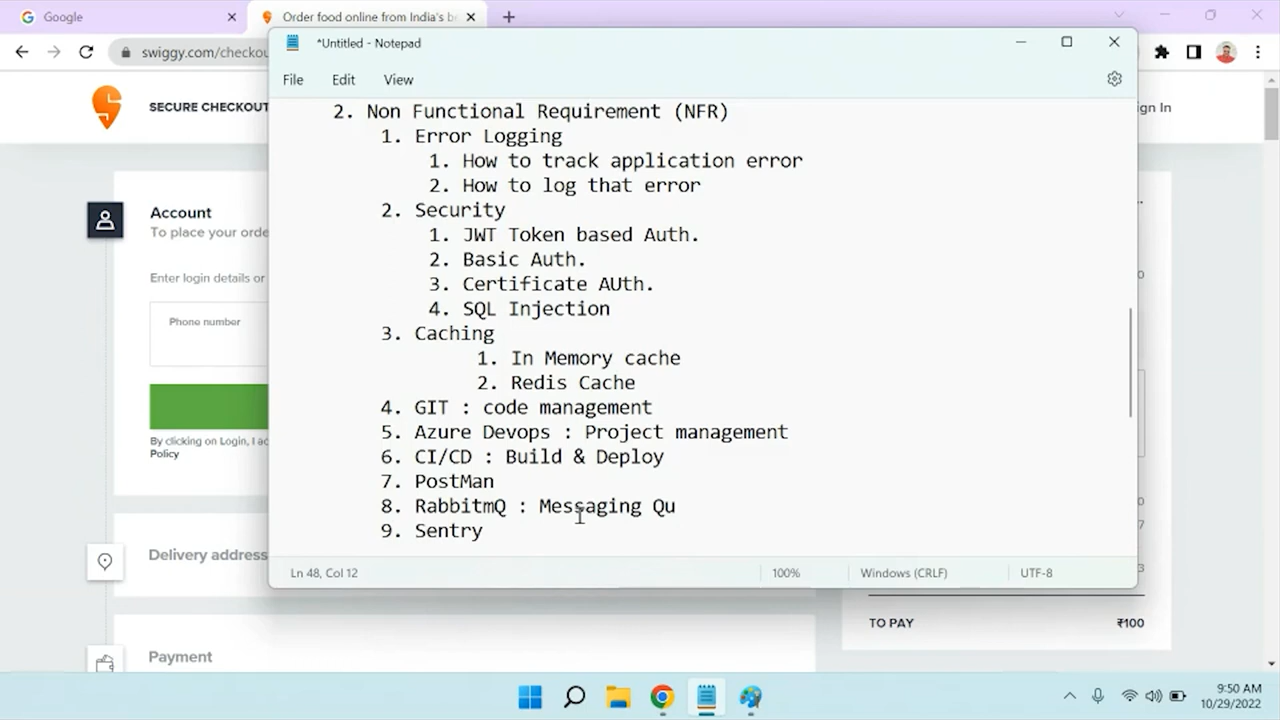 Google
Order food online from India's be
swiggy.com/checkou
*Untitled - Notepad
File Edit View
SECURE CHECKOUT
gn In
2. Non Functional Requirement (NFR)
1. Error Logging
1. How to track application error
2. How to log that error
2. Security
1. JWT Token based Auth.
2. Basic Auth.
3. Certificate AUth.
4. SQL Injection
3. Caching
1. In Memory cache
2. Redis Cache
4. GIT : code management
5. Azure Devops : Project management
6. CI/CD : Build & Deploy
7. PostMan
8. RabbitmQ : Messaging Qu
9. Sentry
Ln 48, Col 12 100% Windows (CRLF) UTF-8
Account
To place your orde
Enter login details or
Phone number
By clicking on Login, I ac
Policy
Delivery address
Payment
TO PAY ₹100
9:50 AM
10/29/2022